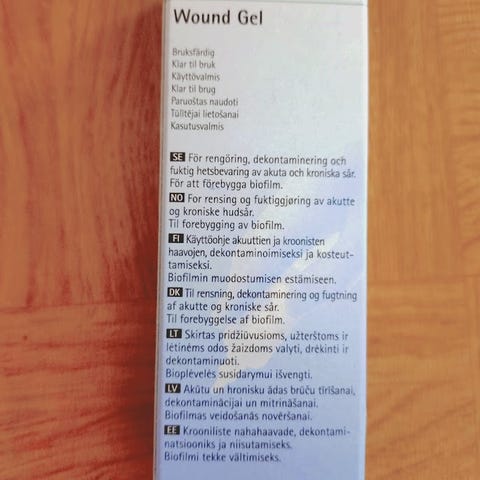 Wound Gel
Bruksfärdig
Klar til bruk
Käyttövalmis
Klar til brug
Paruoštas naudoti
Tūlītējai lietošanai
Kasutusvalmis
SE För rengöring, dekontaminering och
fuktig hetsbevaring av akuta och kroniska sår.
För att förebygga biofilm.
NO For rensing og fuktiggjøring av akutte
og kroniske hudsår.
Til forebygging av biofilm.
FI Käyttöohje akuuttien ja kroonisten
haavojen, dekontaminoimiseksi ja kosteut-
tamiseksi.
Biofilmin muodostumisen estämiseen.
DK Til rensning, dekontaminering og fugtning
af akutte og kroniske sår.
Til forebyggelse af biofilm.
LT Skirtas pridžiūvusioms, užterštoms ir
lėtinėms odos žaizdoms valyti, drėkinti ir
dekontaminuoti.
Bioplėvelės susidarymui išvengti.
LV Akūtu un hronisku ādas brūču tīrīšanai,
dekontaminācijai un mitrināšanai.
Biofilmas veidošanās novēršanai.
EE Krooniliste nahahaavade, dekontami-
natsiooniks ja niisutamiseks.
Biofilmi tekke vältimiseks.